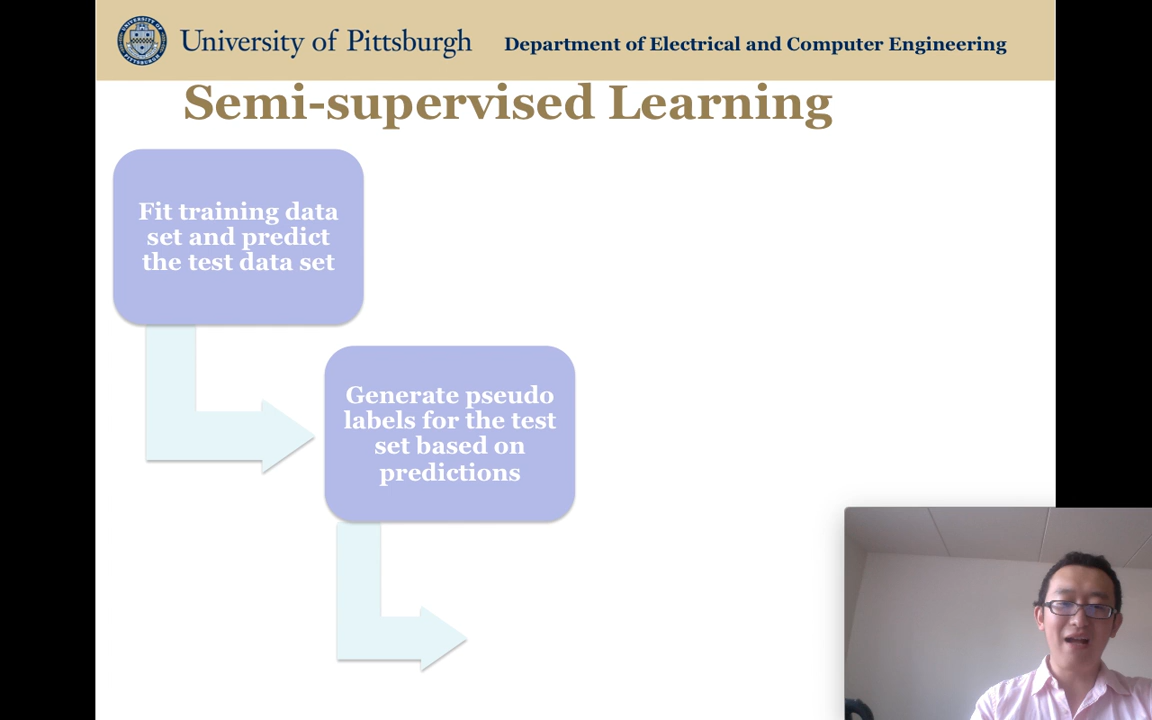 University of Pittsburgh
Department of Electrical and Computer Engineering
Semi-supervised Learning
Fit training data
set and predict
the test data set
Generate pseudo
labels for the test
set based on
predictions